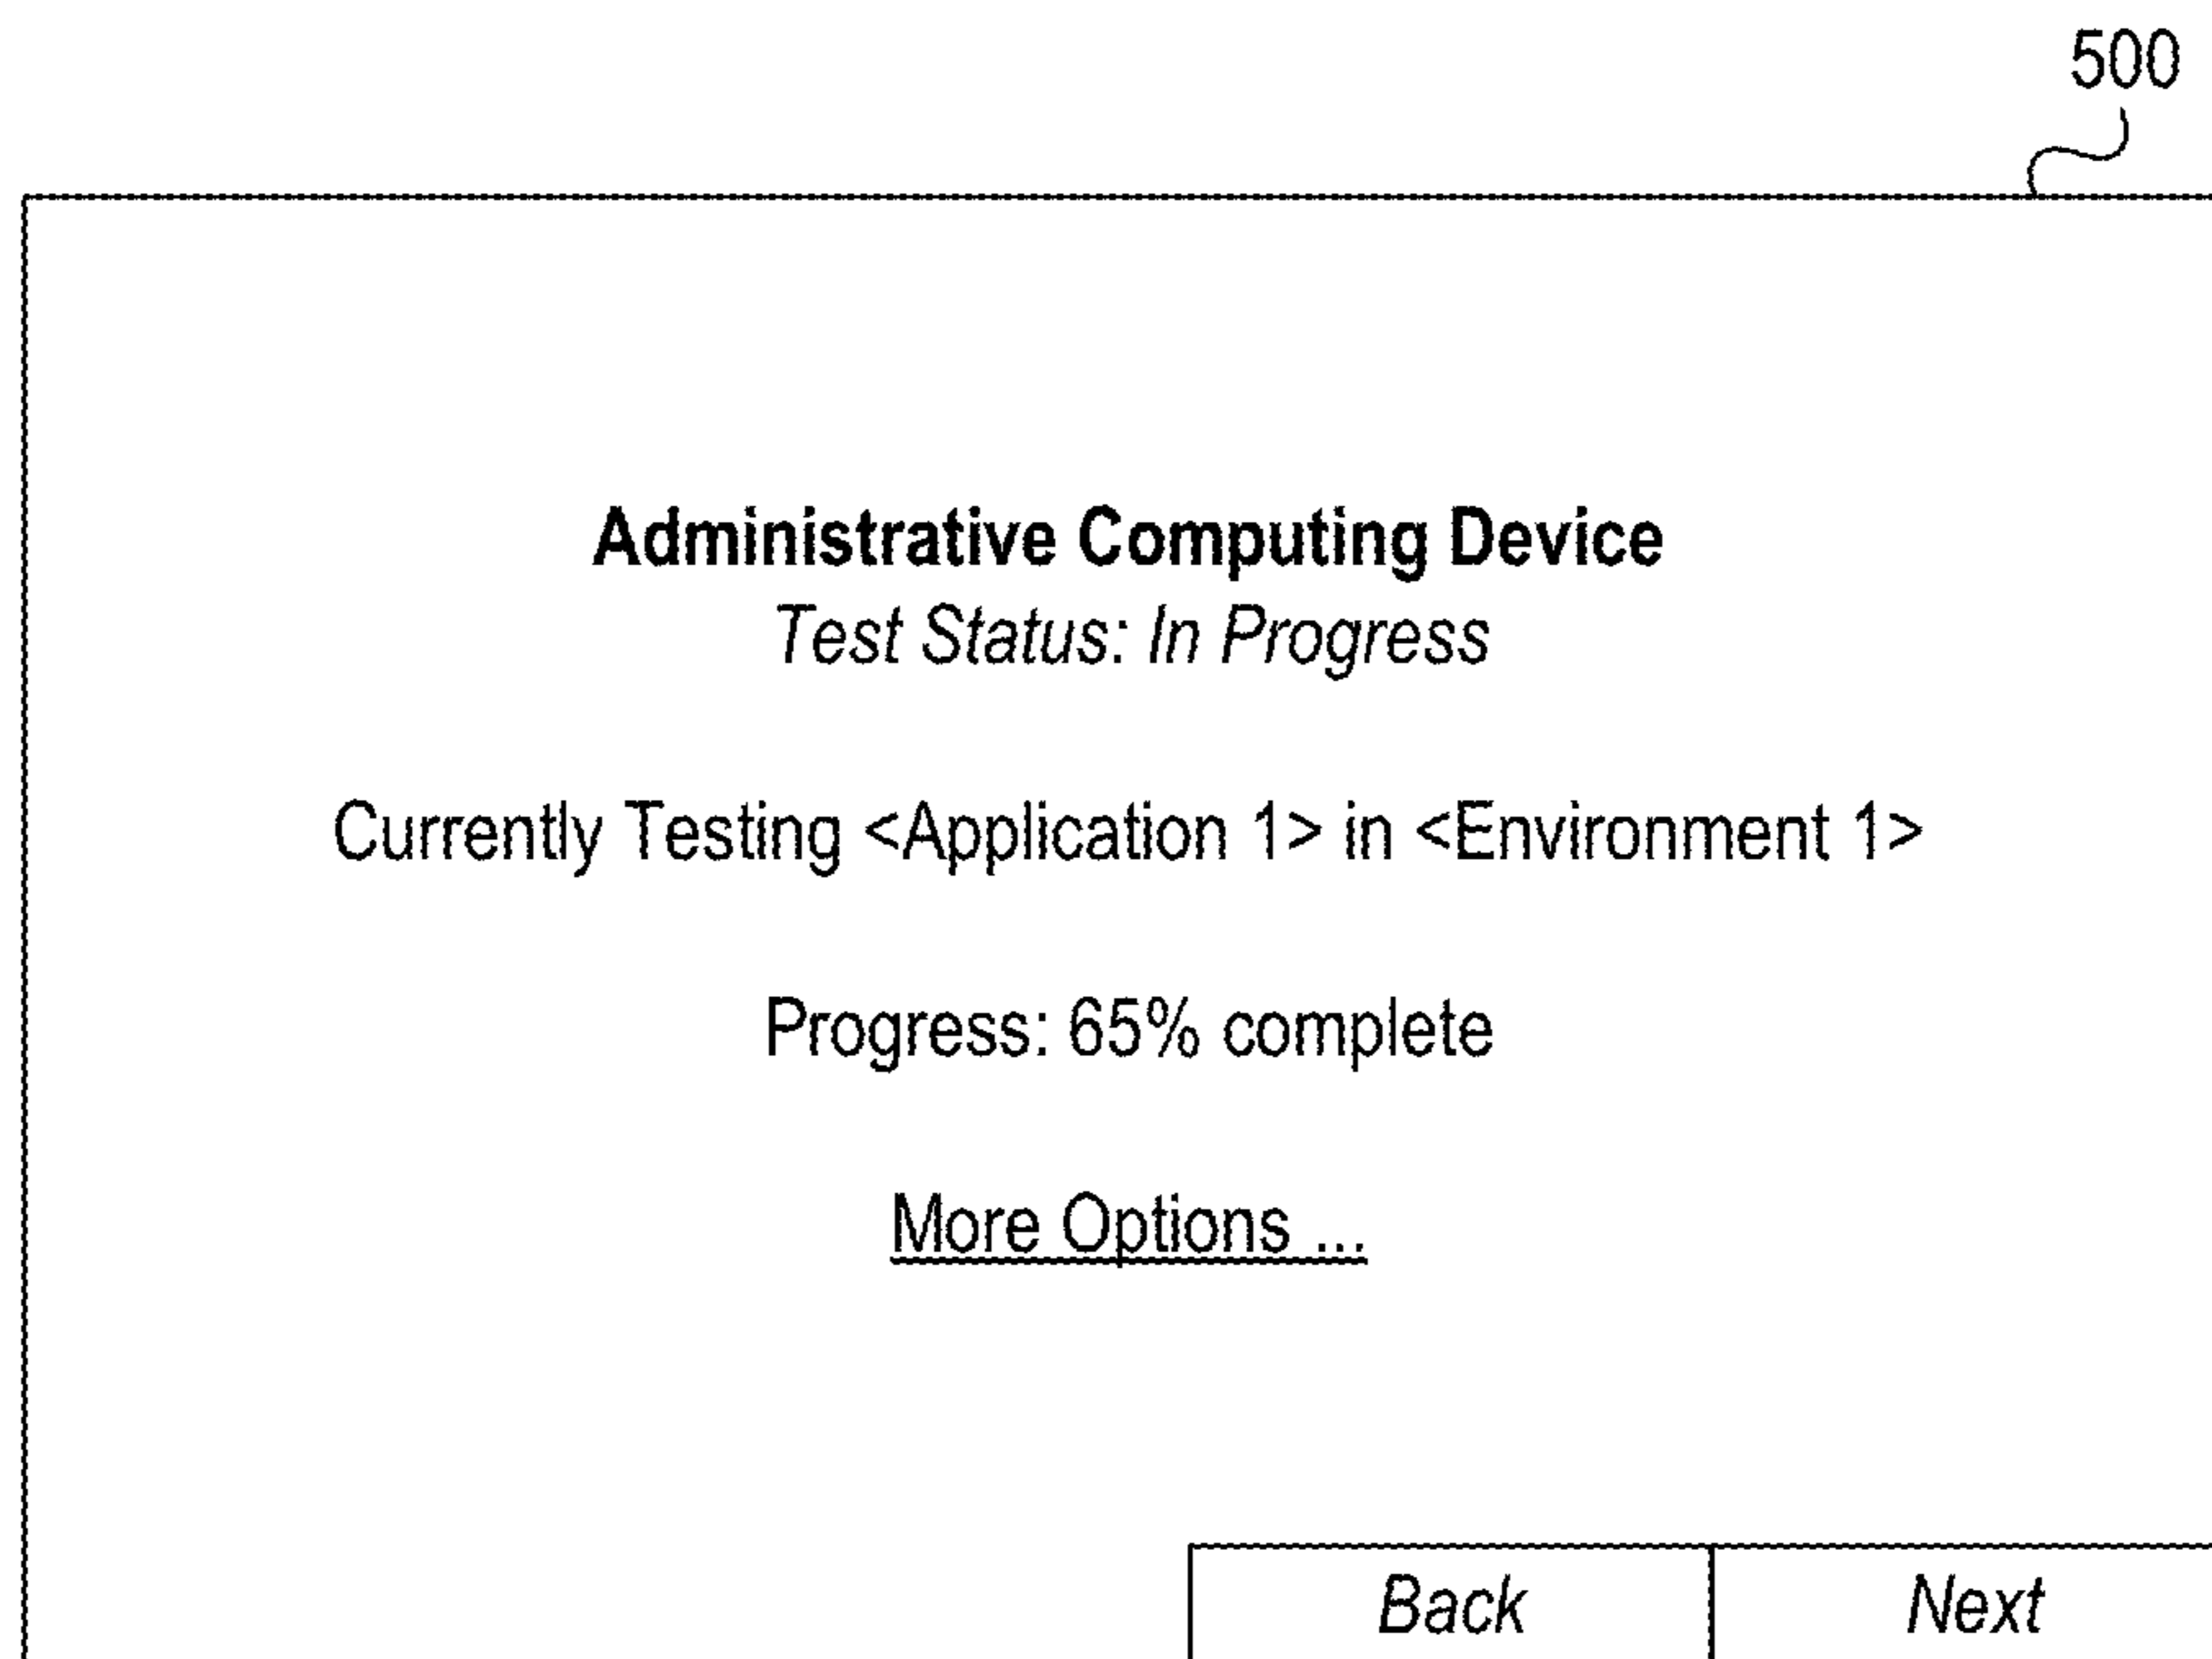 500
Administrative Computing Device
Test Status: In Progress
Currently Testing <Application 1> in <Environment 1>
Progress: 65% complete
More Options ...
Back
Next